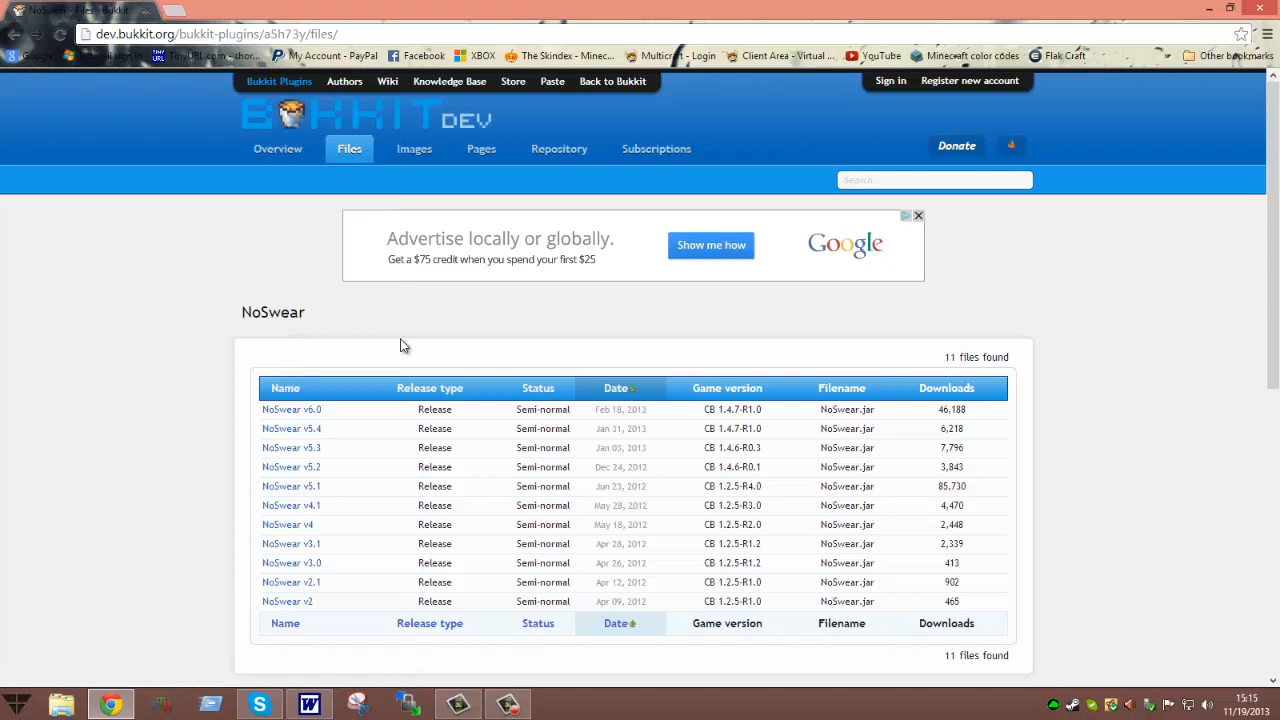 NoSwear - Files - Bukkit
dev.bukkit.org/bukkit-plugins/a5h73y/files/
Google
TinyURL.com - shor...
My Account - PayPal
Facebook
XBOX
The Skindex - Mine...
Multicraft - Login
Client Area - Virtual ...
YouTube
Minecraft color codes
Flak Craft
Other bookmarks
Bukkit Plugins Authors Wiki Knowledge Base Store Paste Back to Bukkit Sign in Register new account
BUKKIT DEV
Overview Files Images Pages Repository Subscriptions Donate
Search...
Advertise locally or globally.
Get a $75 credit when you spend your first $25
Show me how
Google
NoSwear
11 files found
Name Release type Status Date Game version Filename Downloads
NoSwear v6.0 Release Semi-normal Feb 18, 2013 CB 1.4.7-R1.0 NoSwear.jar 46,188
NoSwear v5.4 Release Semi-normal Jan 31, 2013 CB 1.4.7-R1.0 NoSwear.jar 6,218
NoSwear v5.3 Release Semi-normal Jan 03, 2013 CB 1.4.6-R0.3 NoSwear.jar 7,796
NoSwear v5.2 Release Semi-normal Dec 24, 2012 CB 1.4.6-R0.1 NoSwear.jar 3,843
NoSwear v5.1 Release Semi-normal Jun 23, 2012 CB 1.2.5-R4.0 NoSwear.jar 85,730
NoSwear v4.1 Release Semi-normal May 28, 2012 CB 1.2.5-R3.0 NoSwear.jar 4,470
NoSwear v4 Release Semi-normal May 18, 2012 CB 1.2.5-R2.0 NoSwear.jar 2,448
NoSwear v3.1 Release Semi-normal Apr 28, 2012 CB 1.2.5-R1.2 NoSwear.jar 2,339
NoSwear v3.0 Release Semi-normal Apr 26, 2012 CB 1.2.5-R1.2 NoSwear.jar 413
NoSwear v2.1 Release Semi-normal Apr 12, 2012 CB 1.2.5-R1.0 NoSwear.jar 902
NoSwear v2 Release Semi-normal Apr 09, 2012 CB 1.2.5-R1.0 NoSwear.jar 465
Name Release type Status Date Game version Filename Downloads
11 files found
15:15
11/19/2013